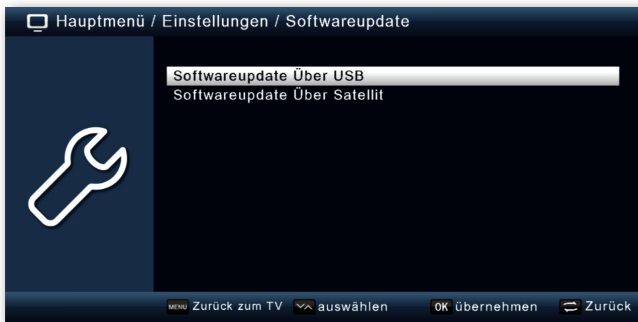 Hauptmenü / Einstellungen / Softwareupdate
Softwareupdate Über USB
Softwareupdate Über Satellit
MENU Zurück zum TV auswählen OK übernehmen Zurück